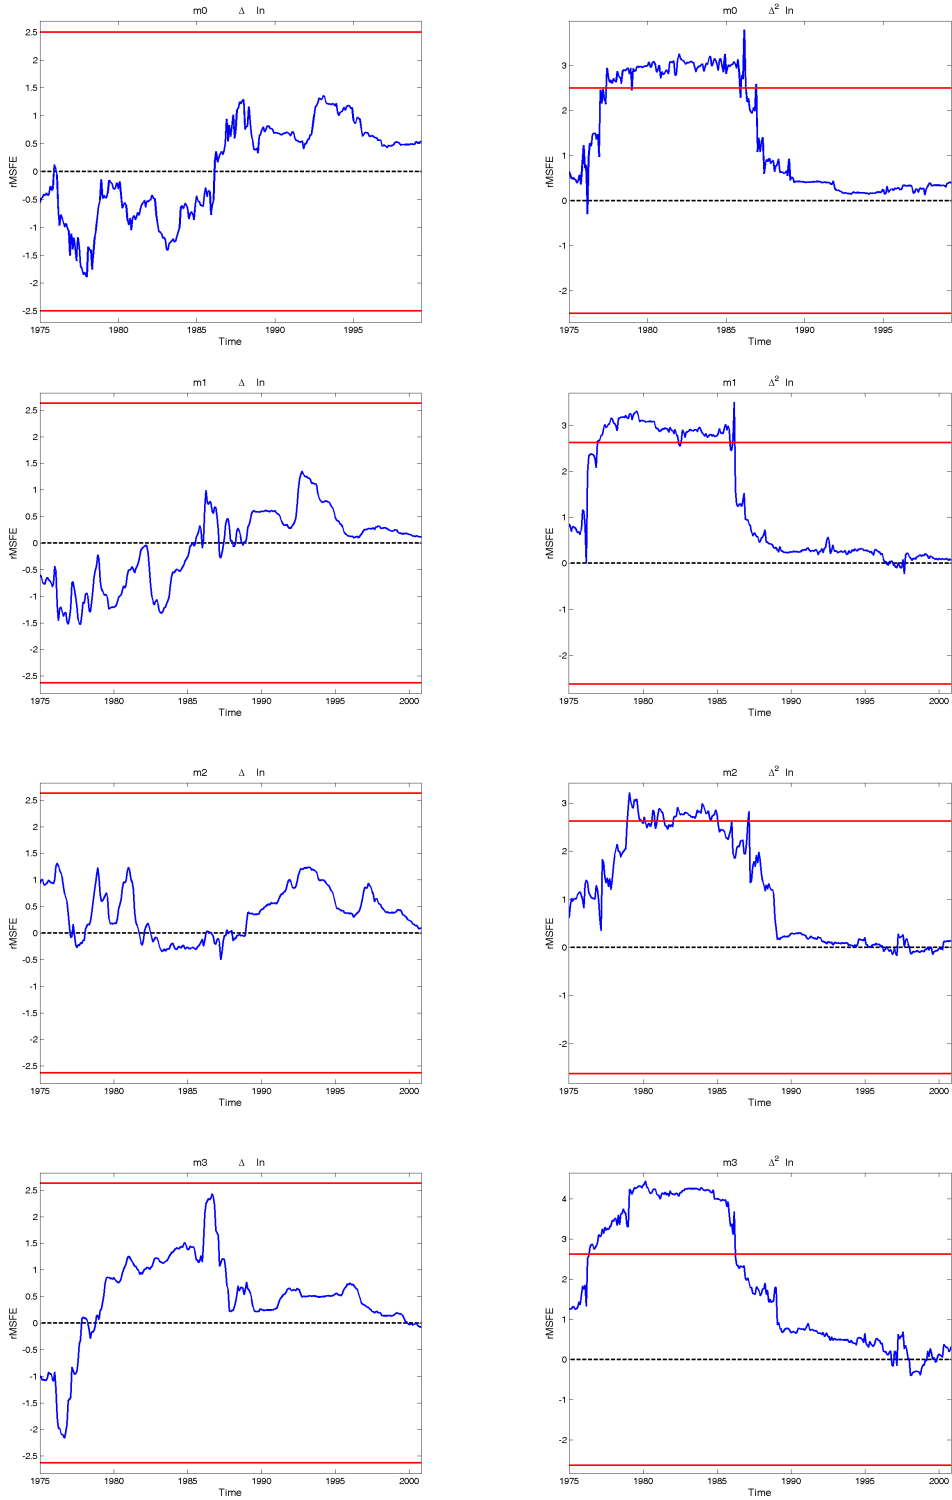 m0 Δ ln
2.5
2
1.5
1
0.5
0
-0.5
-1
-1.5
-2
-2.5
rMSFE
1975 1980 1985 1990 1995
Time
m0 Δ² ln
3
2
1
0
-1
-2
rMSFE
1975 1980 1985 1990 1995
Time
m1 Δ ln
2.5
2
1.5
1
0.5
0
-0.5
-1
-1.5
-2
-2.5
rMSFE
1975 1980 1985 1990 1995 2000
Time
m1 Δ² ln
3
2
1
0
-1
-2
rMSFE
1975 1980 1985 1990 1995 2000
Time
m2 Δ ln
2.5
2
1.5
1
0.5
0
-0.5
-1
-1.5
-2
-2.5
rMSFE
1975 1980 1985 1990 1995 2000
Time
m2 Δ² ln
3
2
1
0
-1
-2
rMSFE
1975 1980 1985 1990 1995 2000
Time
m3 Δ ln
2.5
2
1.5
1
0.5
0
-0.5
-1
-1.5
-2
-2.5
rMSFE
1975 1980 1985 1990 1995 2000
Time
m3 Δ² ln
4
3
2
1
0
-1
-2
rMSFE
1975 1980 1985 1990 1995 2000
Time